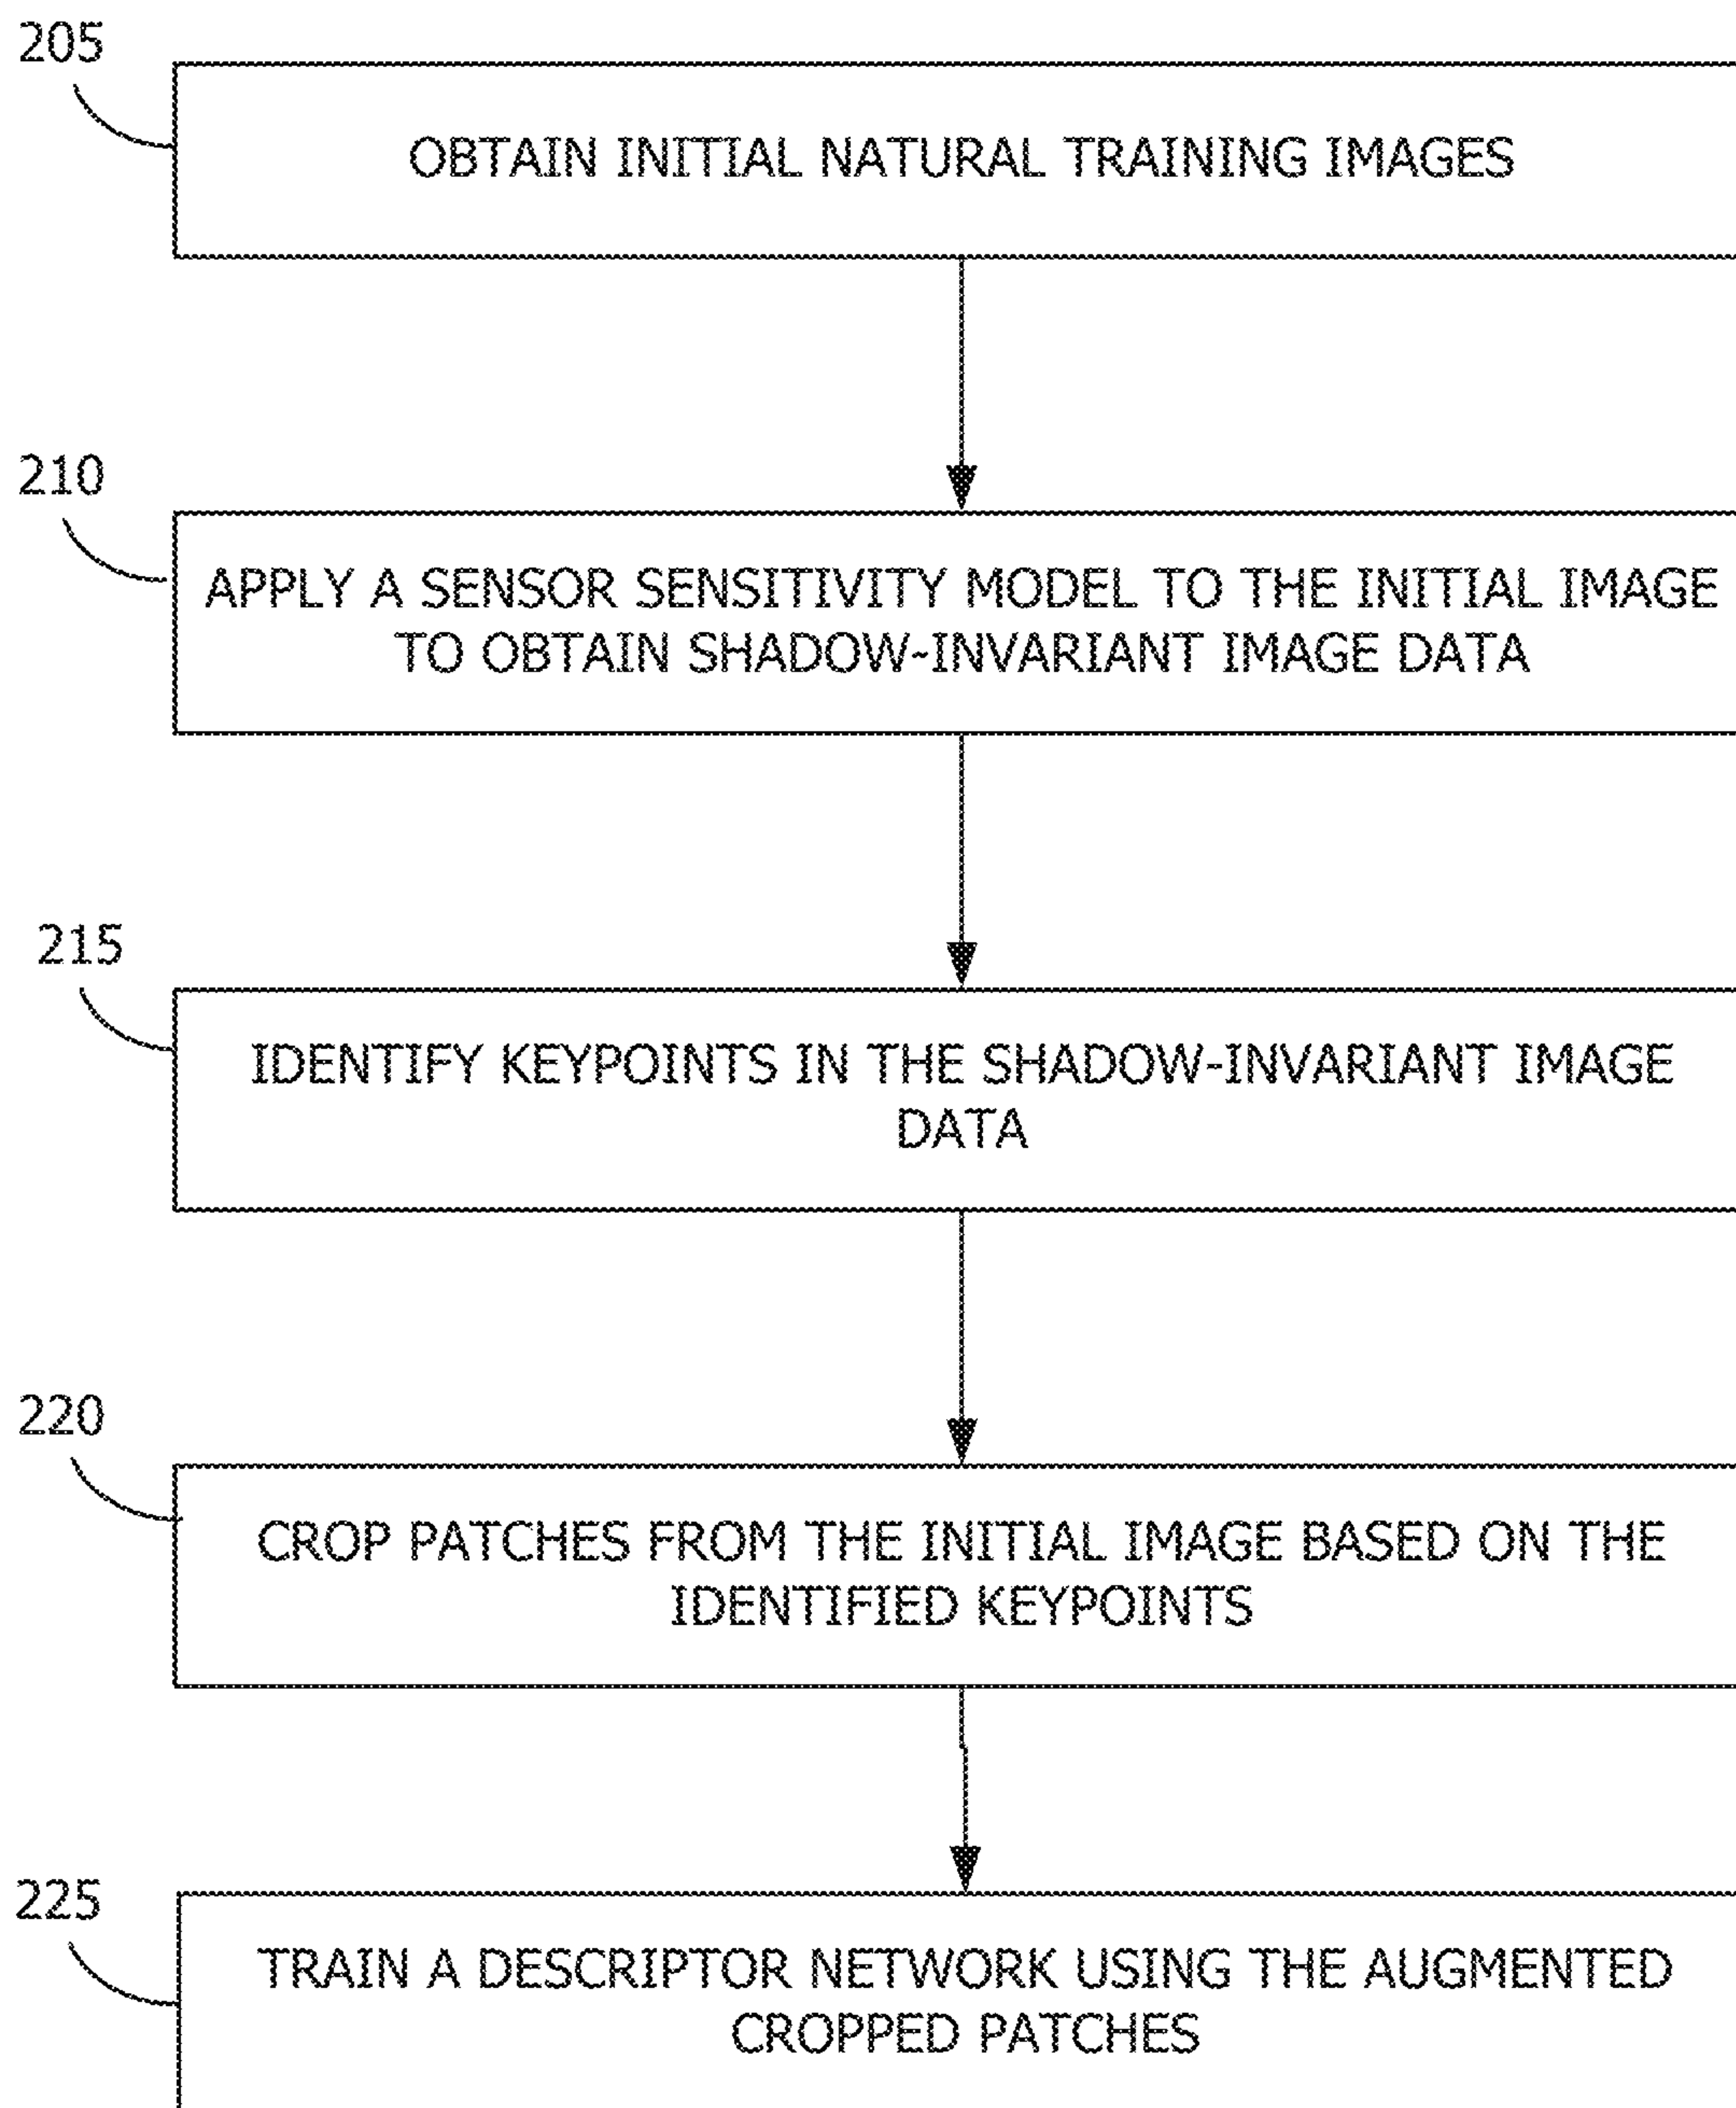 205
OBTAIN INITIAL NATURAL TRAINING IMAGES
210
APPLY A SENSOR SENSITIVITY MODEL TO THE INITIAL IMAGE
TO OBTAIN SHADOW-INVARIANT IMAGE DATA
215
IDENTIFY KEYPOINTS IN THE SHADOW-INVARIANT IMAGE
DATA
220
CROP PATCHES FROM THE INITIAL IMAGE BASED ON THE
IDENTIFIED KEYPOINTS
225
TRAIN A DESCRIPTOR NETWORK USING THE AUGMENTED
CROPPED PATCHES